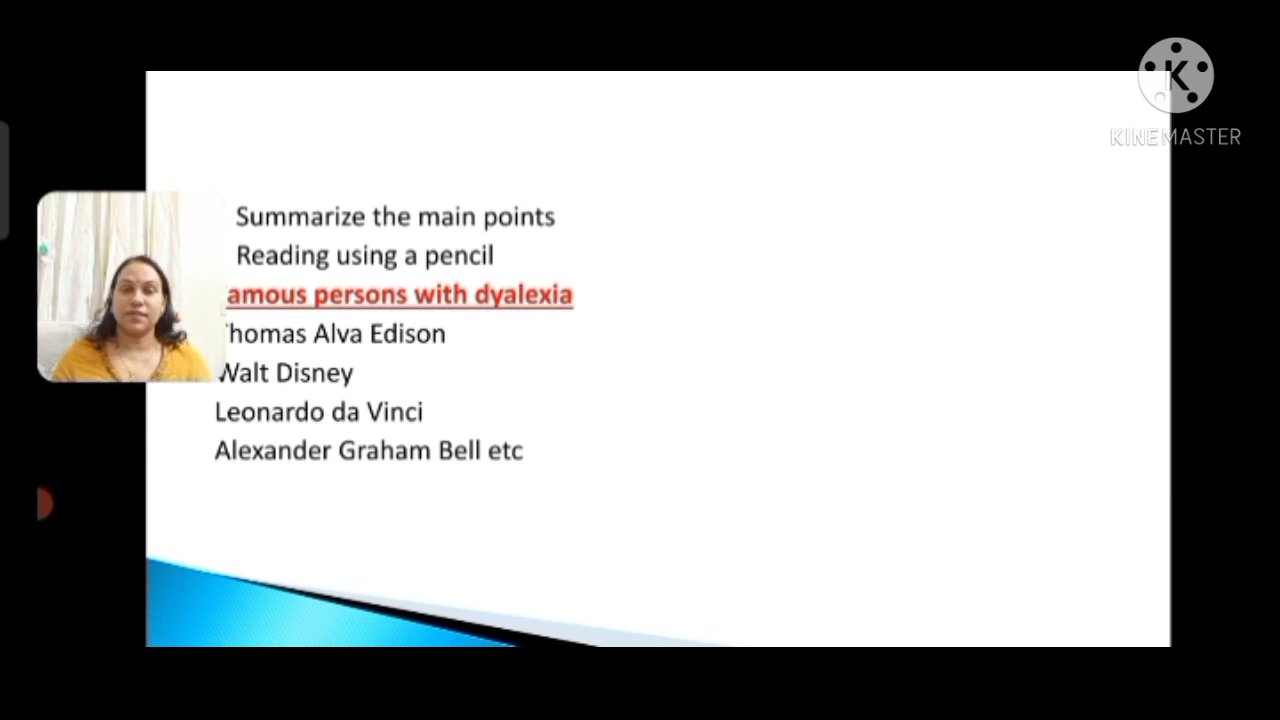 Summarize the main points
Reading using a pencil
amous persons with dyalexia
homas Alva Edison
Walt Disney
Leonardo da Vinci
Alexander Graham Bell etc
K
KINEMASTER